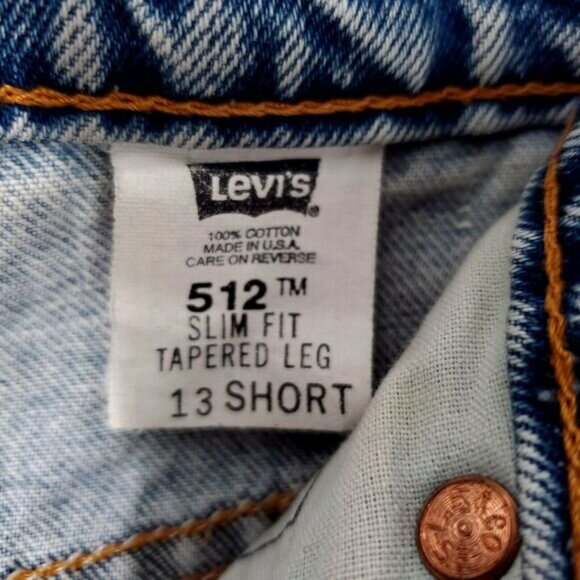 Levi's®
100% COTTON
MADE IN U.S.A.
CARE ON REVERSE
512™
SLIM FIT
TAPERED LEG
13 SHORT